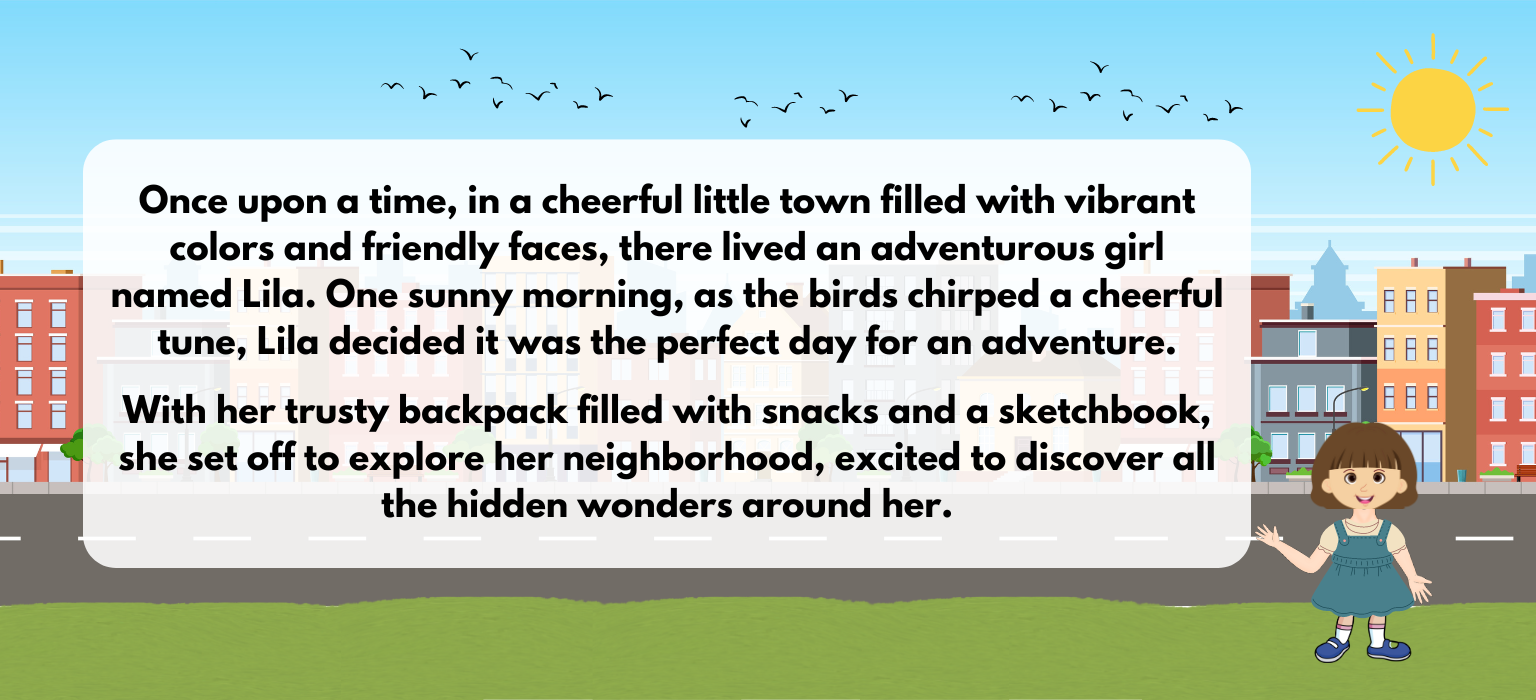 Once upon a time, in a cheerful little town filled with vibrant
colors and friendly faces, there lived an adventurous girl
named Lila. One sunny morning, as the birds chirped a cheerful
tune, Lila decided it was the perfect day for an adventure.
With her trusty backpack filled with snacks and a sketchbook,
she set off to explore her neighborhood, excited to discover all
the hidden wonders around her.